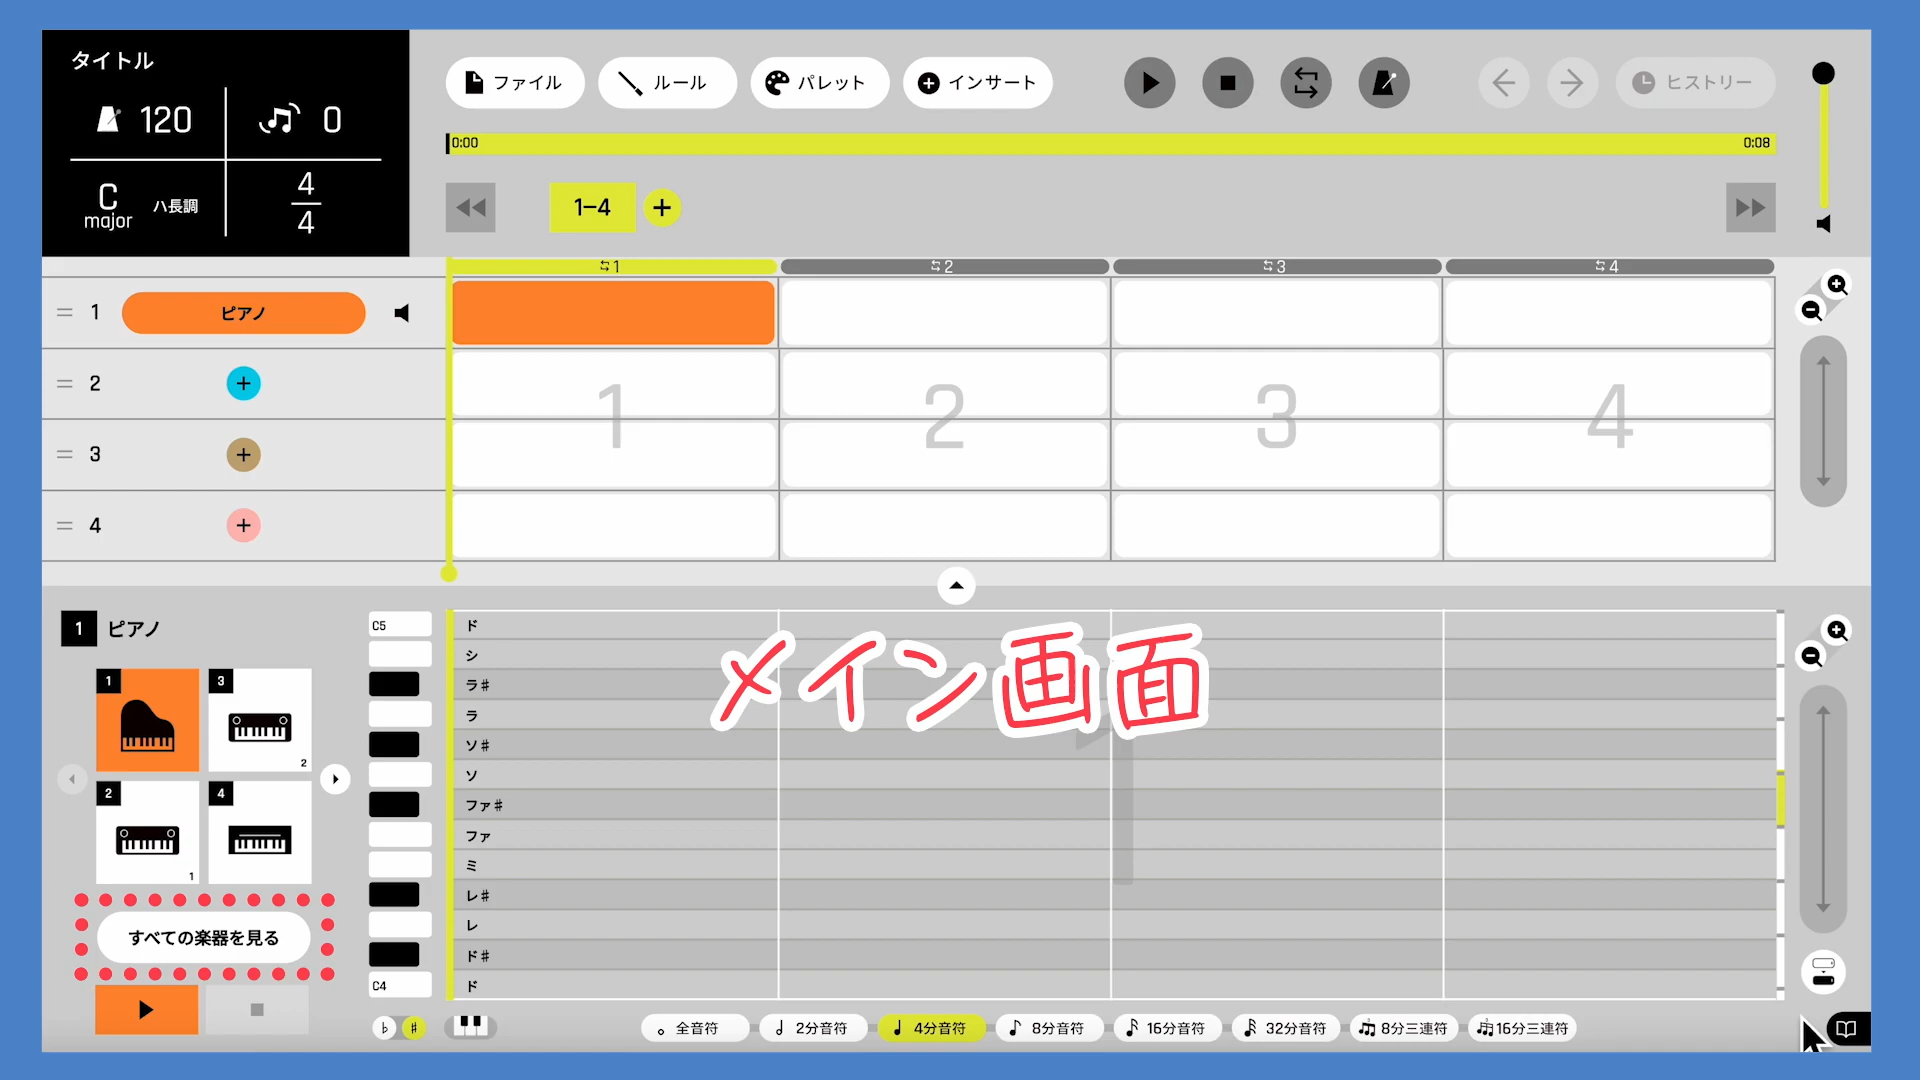 タイトル
120
0
C
major
ハ長調
4
4
ファイル
ルール
パレット
インサート
ヒストリー
0:00
0:08
1–4
1
2
3
4
1
ピアノ
2
3
4
1
2
3
4
1
ピアノ
1
3
2
2
1
4
すべての楽器を見る
C5
C4
ド
シ
ラ♯
ラ
ソ♯
ソ
ファ♯
ファ
ミ
レ♯
レ
ド♯
ド
メイン画面
♭
♯
全音符
2分音符
4分音符
8分音符
16分音符
32分音符
8分三連符
16分三連符